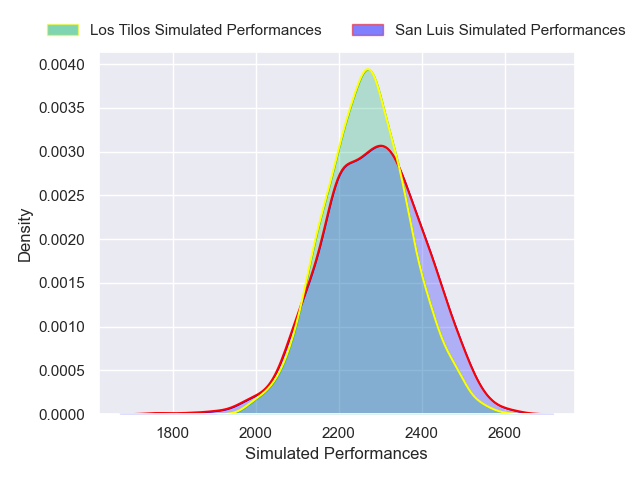 Los Tilos Simulated Performances San Luis Simulated Performances
0.0040
0.0035
0.0030
0.0025
0.0020
0.0015
0.0010
0.0005
0.0000
Density
1800 2000 2200 2400 2600
Simulated Performances